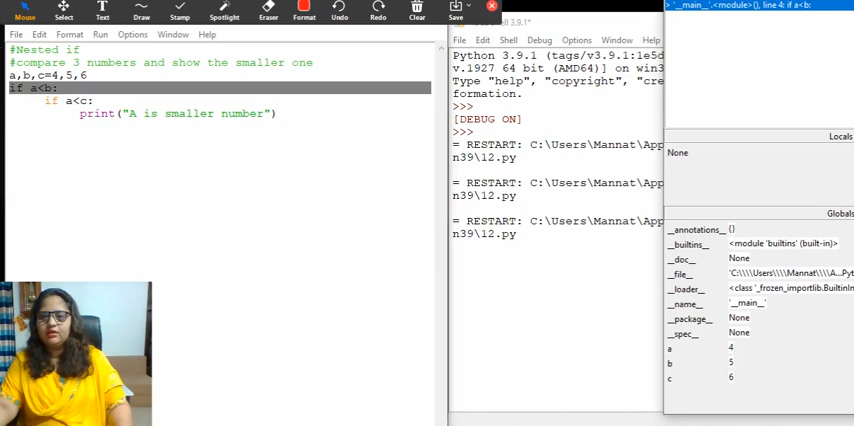 Mouse Select Text Draw Stamp Spotlight Eraser Format Undo Redo Clear Save
File Edit Format Run Options Window Help
#Nested if
#compare 3 numbers and show the smaller one
a,b,c=4,5,6
if a<b:
if a<c:
print("A is smaller number")
3.9.1*
File Edit Shell Debug Options Window Help
Python 3.9.1 (tags/v3.9.1:1e5d
v.1927 64 bit (AMD64)] on win3
Type "help", "copyright", "cre
formation.
>>>
[DEBUG ON]
>>>
= RESTART: C:\Users\Mannat\App
n39\12.py
= RESTART: C:\Users\Mannat\App
n39\12.py
= RESTART: C:\Users\Mannat\App
n39\12.py
> '__main__'.<module>(), line 4: if a<b:
Locals
None
Globals
__annotations__ {}
__builtins__ <module 'builtins' (built-in)>
__doc__ None
__file__ 'C:\\\\Users\\\\Mannat\\\\A...Pyt
__loader__ <class '_frozen_importlib.BuiltinIm
__name__ '__main__'
__package__ None
__spec__ None
a 4
b 5
c 6